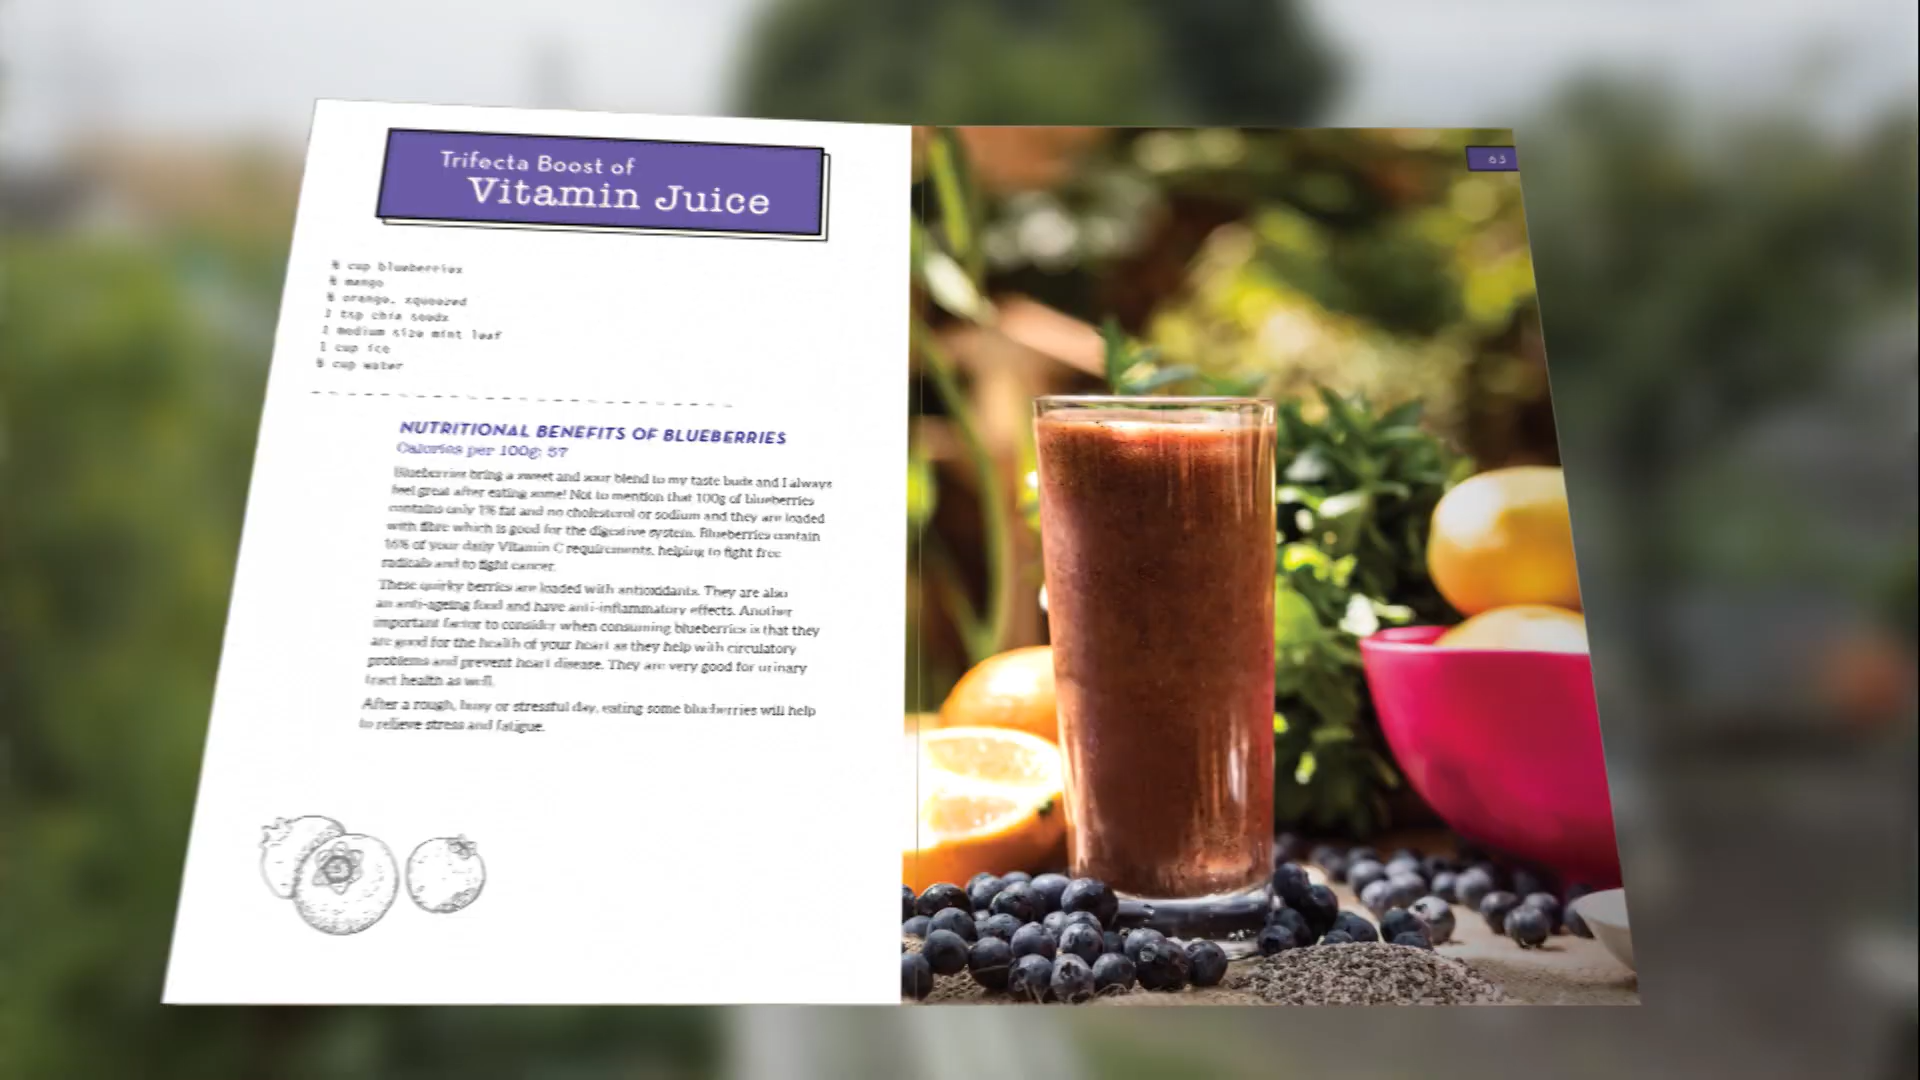 Trifecta Boost of
Vitamin Juice
63
cup blueberries
mango
orange, squeezed
1 tsp chia seeds
1 medium size mint leaf
1 cup ice
cup water
NUTRITIONAL BENEFITS OF BLUEBERRIES
Calories per 100g: 57
Blueberries bring a sweet and sour blend to my taste buds and I always
feel great after eating some! Not to mention that 100g of blueberries
contains only 1% fat and no cholesterol or sodium and they are loaded
with fibre which is good for the digestive system. Blueberries contain
16% of your daily Vitamin C requirements, helping to fight free
radicals and to fight cancer.
These quirky berries are loaded with antioxidants. They are also
an anti-ageing food and have anti-inflammatory effects. Another
important factor to consider when consuming blueberries is that they
are good for the health of your heart as they help with circulatory
problems and prevent heart disease. They are very good for urinary
tract health as well.
After a rough, busy or stressful day, eating some blueberries will help
to relieve stress and fatigue.